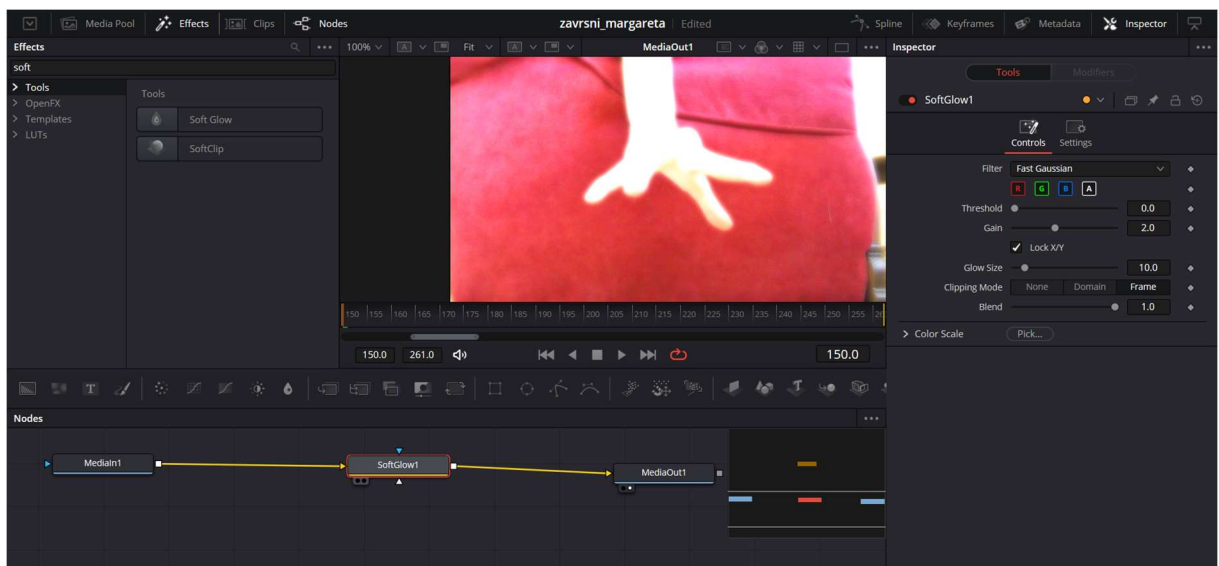 Media Pool Effects Clips Nodes zavrsni_margareta Edited Spline Keyframes Metadata Inspector
Effects 100% A Fit A MediaOut1 Inspector
soft
Tools
OpenFX
Templates
LUTs
Tools
Soft Glow
SoftClip
Tools Modifiers
SoftGlow1
Controls Settings
Filter Fast Gaussian
R G B A
Threshold 0.0
Gain 2.0
Lock X/Y
Glow Size 10.0
Clipping Mode None Domain Frame
Blend 1.0
Color Scale Pick...
150 155 160 165 170 175 180 185 190 195 200 205 210 215 220 225 230 235 240 245 250 255
150.0 261.0 150.0
T
Nodes
MediaIn1 SoftGlow1 MediaOut1